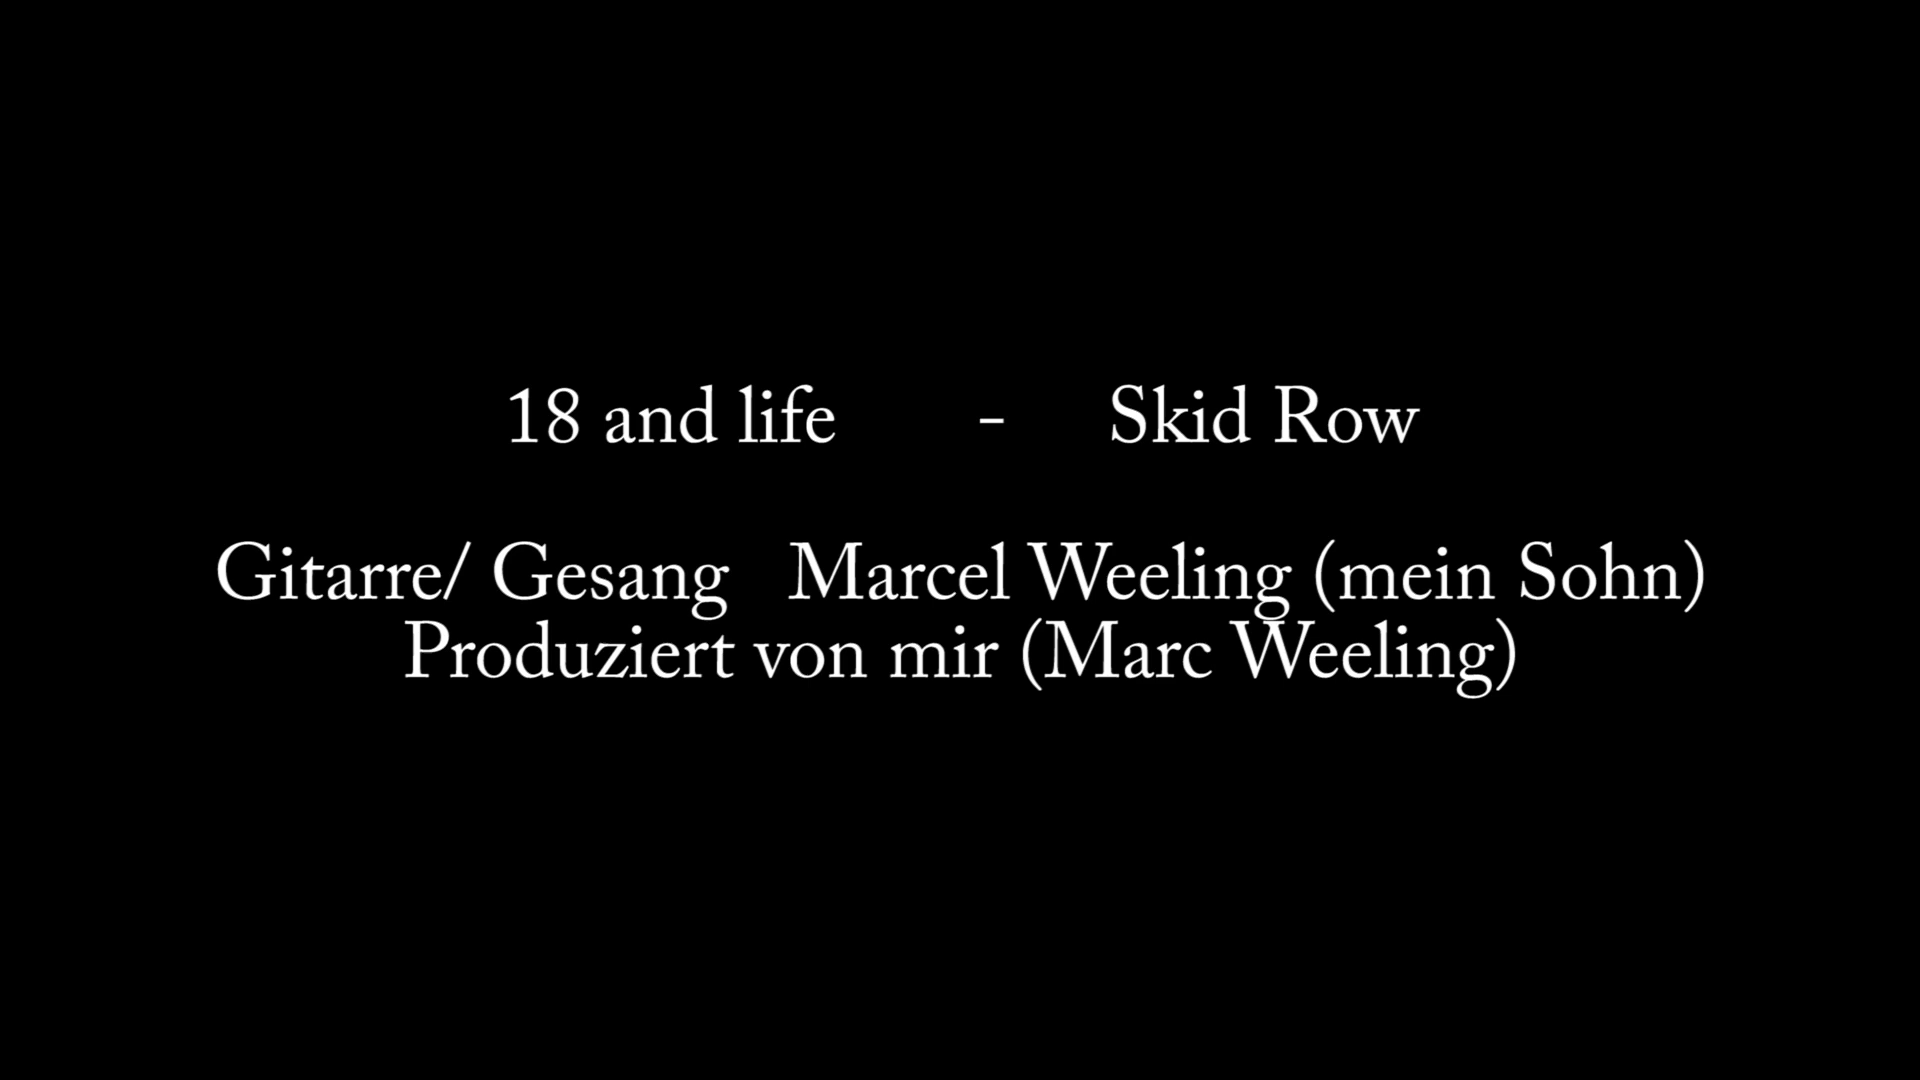 18 and life - Skid Row
Gitarre/ Gesang Marcel Weeling (mein Sohn)
Produziert von mir (Marc Weeling)